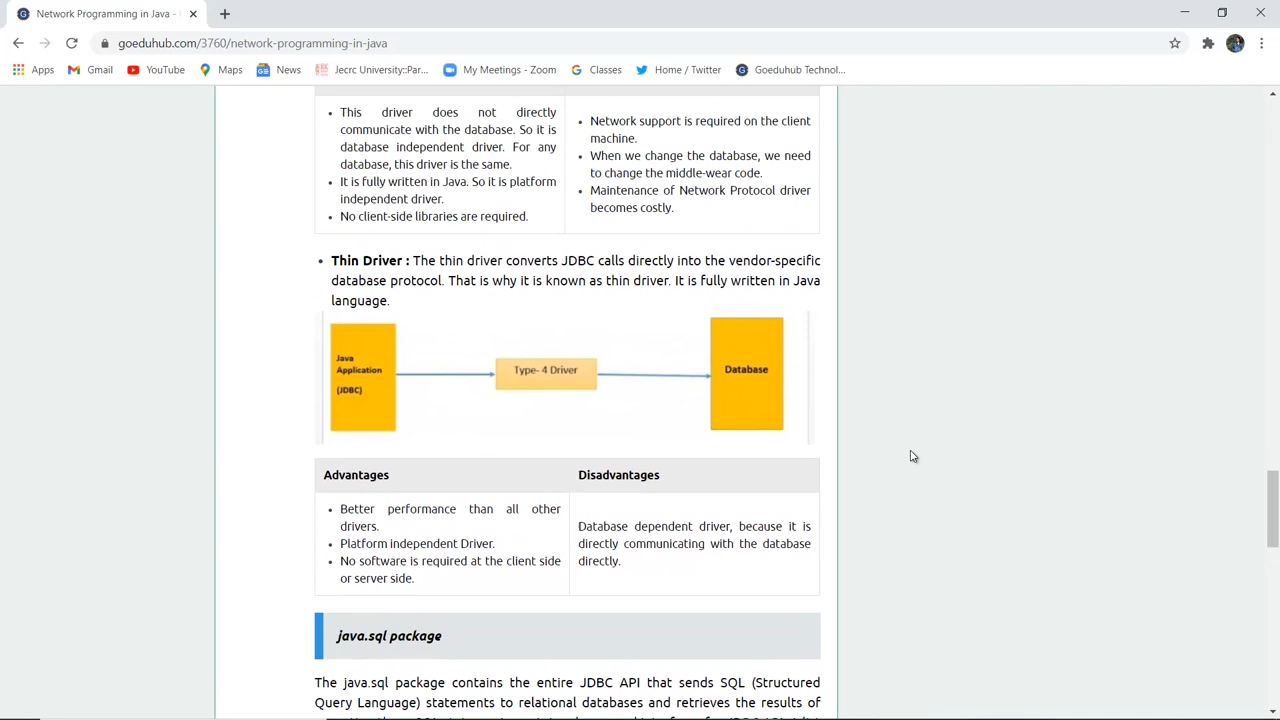 Network Programming in Java -
goeduhub.com/3760/network-programming-in-java
Apps Gmail YouTube Maps News Jecrc University::Par... My Meetings - Zoom Classes Home / Twitter Goeduhub Technol...
• This driver does not directly
communicate with the database. So it is
database independent driver. For any
database, this driver is the same.
• It is fully written in Java. So it is platform
independent driver.
• No client-side libraries are required.
• Network support is required on the client
machine.
• When we change the database, we need
to change the middle-wear code.
• Maintenance of Network Protocol driver
becomes costly.
• Thin Driver : The thin driver converts JDBC calls directly into the vendor-specific
database protocol. That is why it is known as thin driver. It is fully written in Java
language.
Java
Application
(JDBC)
Type- 4 Driver
Database
Advantages
Disadvantages
• Better performance than all other
drivers.
• Platform independent Driver.
• No software is required at the client side
or server side.
Database dependent driver, because it is
directly communicating with the database
directly.
java.sql package
The java.sql package contains the entire JDBC API that sends SQL (Structured
Query Language) statements to relational databases and retrieves the results of